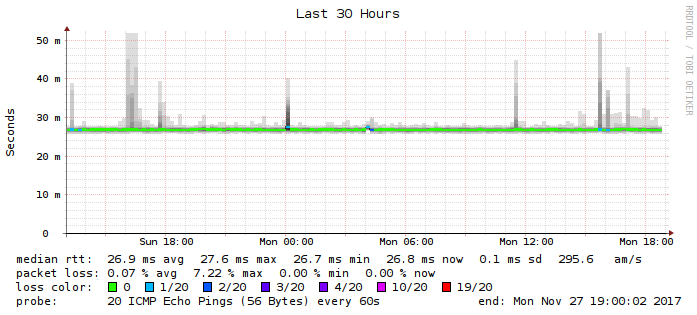 Last 30 Hours
RRDTOOL / TOBI OETIKER
Seconds
50 m
40 m
30 m
20 m
10 m
0
Sun 18:00 Mon 00:00 Mon 06:00 Mon 12:00 Mon 18:00
median rtt: 26.9 ms avg 27.6 ms max 26.7 ms min 26.8 ms now 0.1 ms sd 295.6 am/s
packet loss: 0.07 % avg 7.22 % max 0.00 % min 0.00 % now
loss color: 0 1/20 2/20 3/20 4/20 10/20 19/20
probe: 20 ICMP Echo Pings (56 Bytes) every 60s end: Mon Nov 27 19:00:02 2017